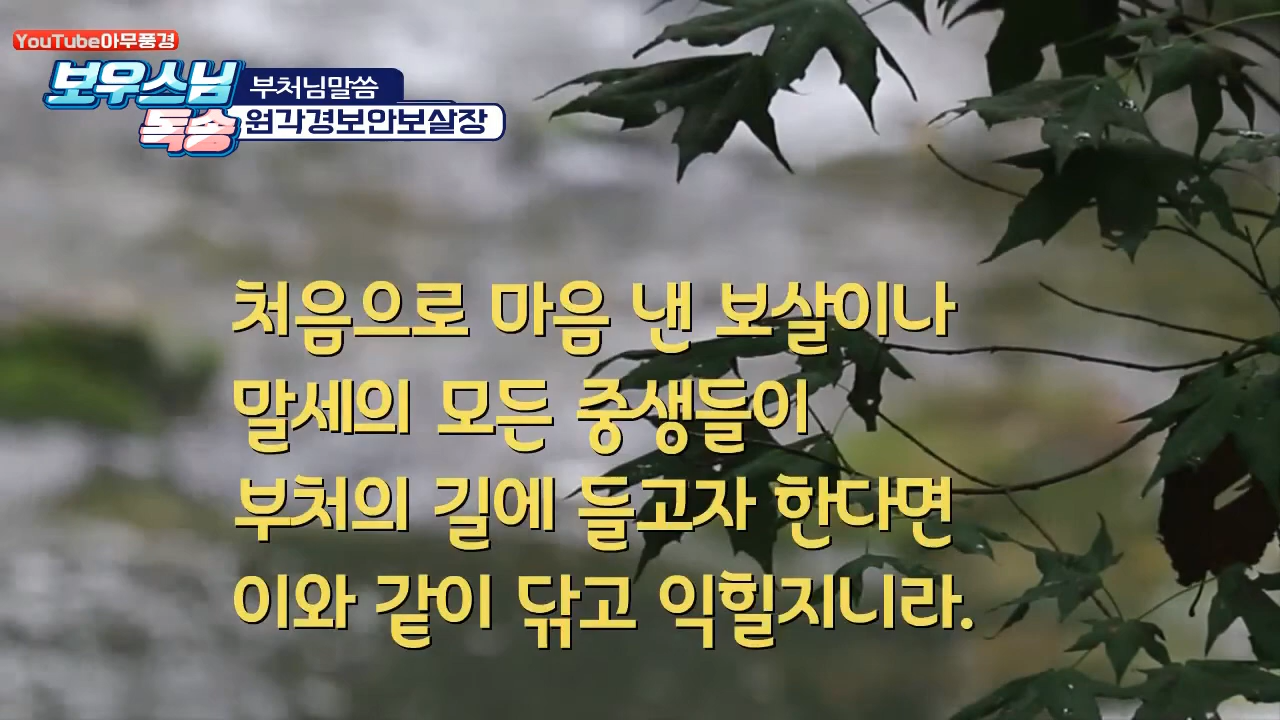 YouTube아무풍경
보우스님 부처님말씀
독송 원각경보안보살장
처음으로 마음 낸 보살이나
말세의 모든 중생들이
부처의 길에 들고자 한다면
이와 같이 닦고 익힐지니라.